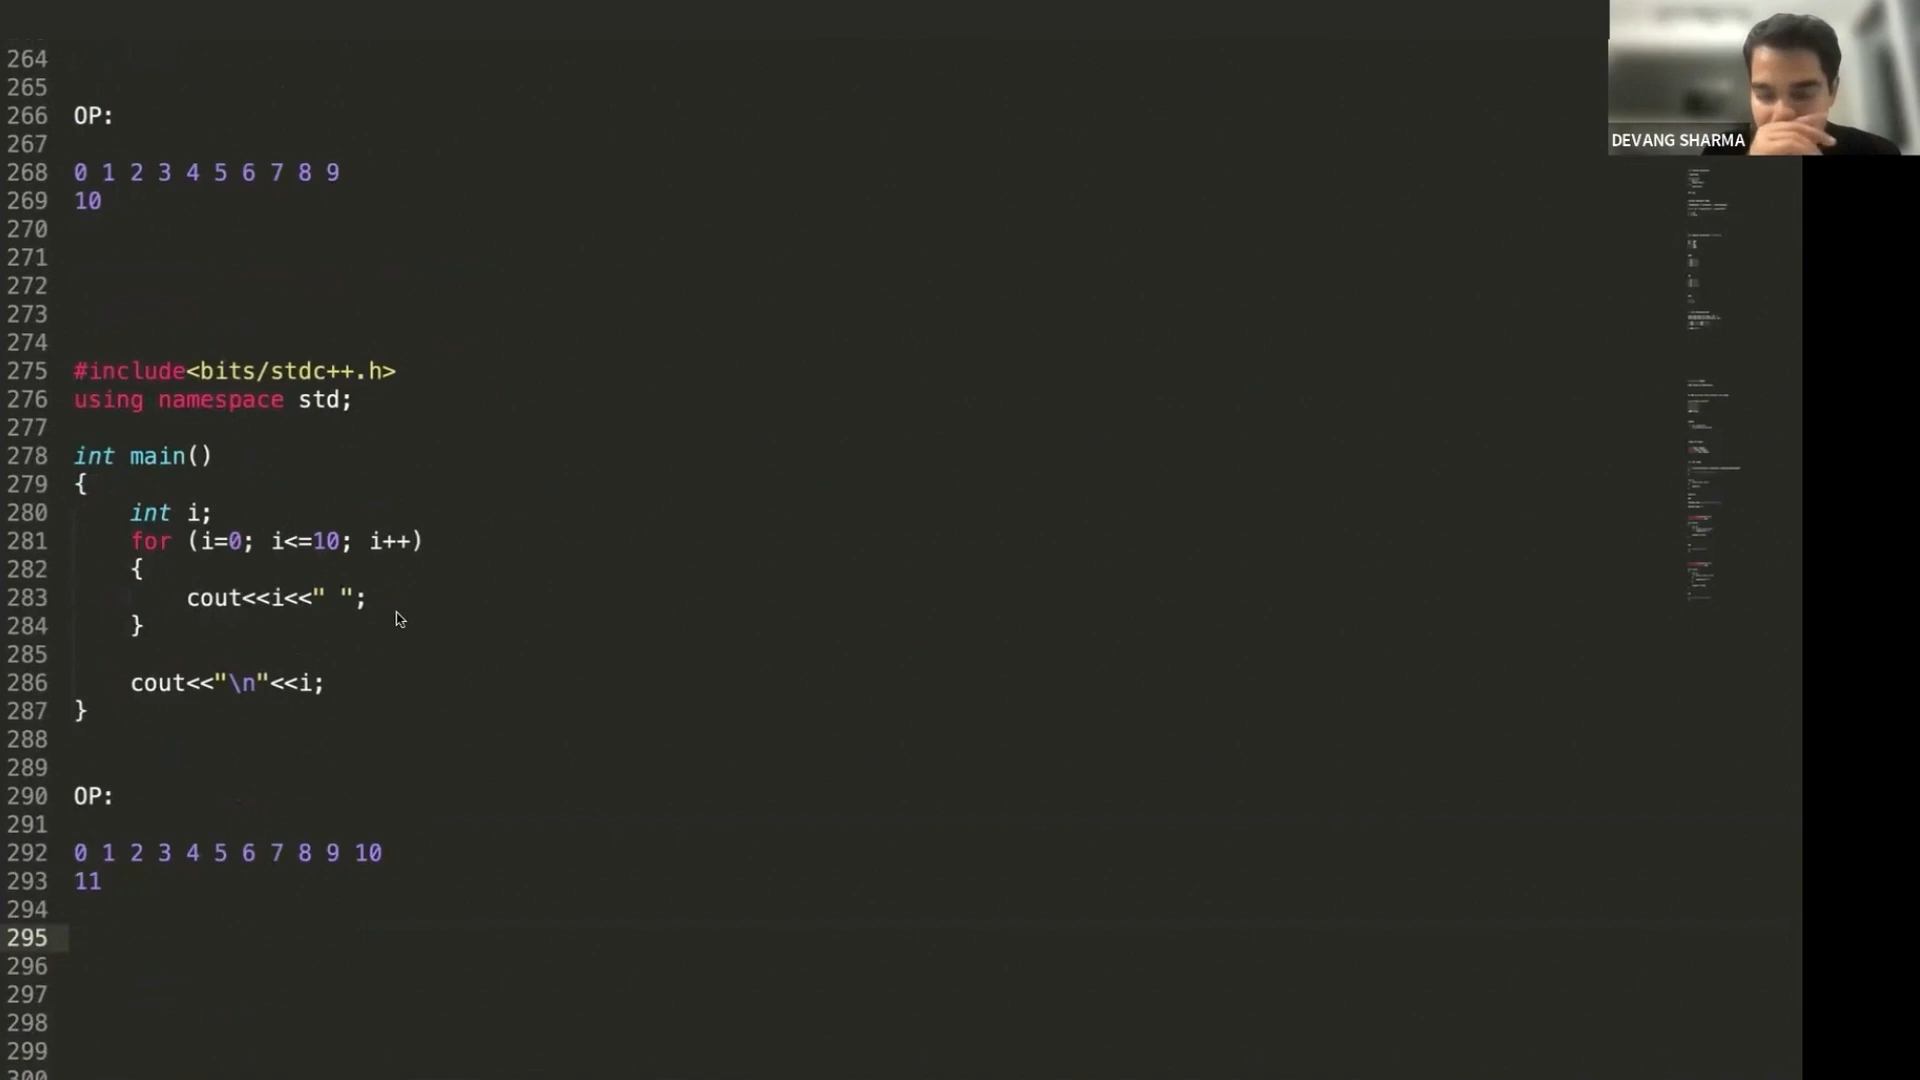 264
265
266 OP:
267
268 0 1 2 3 4 5 6 7 8 9
269 10
270
271
272
273
274
275 #include<bits/stdc++.h>
276 using namespace std;
277
278 int main()
279 {
280 int i;
281 for (i=0; i<=10; i++)
282 {
283 cout<<i<<" ";
284 }
285
286 cout<<"\n"<<i;
287 }
288
289
290 OP:
291
292 0 1 2 3 4 5 6 7 8 9 10
293 11
294
295
296
297
298
299
300
DEVANG SHARMA